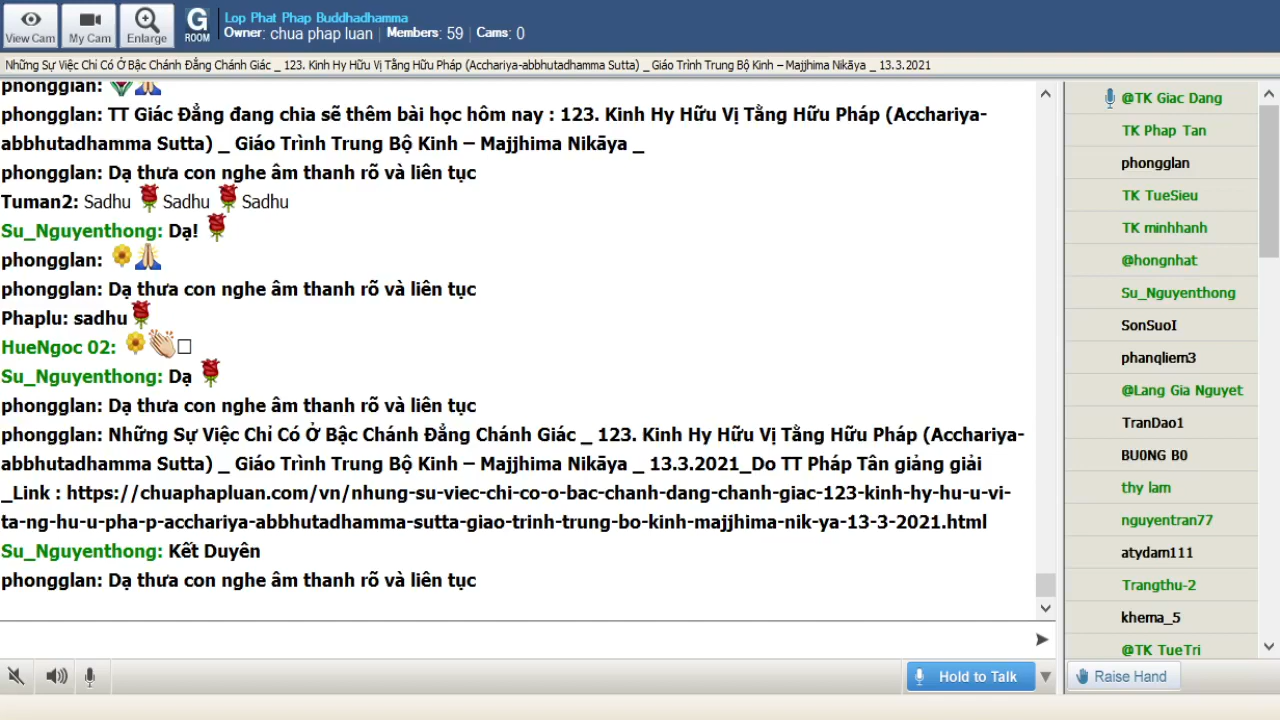 Lop Phat Phap Buddhadhamma
G ROOM
Owner: chua phap luan | Members: 59 | Cams: 0
View Cam
My Cam
Enlarge
Những Sự Việc Chỉ Có Ở Bậc Chánh Đẳng Chánh Giác _ 123. Kinh Hy Hữu Vị Tằng Hữu Pháp (Acchariya-abbhutadhamma Sutta) _ Giáo Trình Trung Bộ Kinh – Majjhima Nikāya _ 13.3.2021
phongglan:
phongglan: TT Giác Đẳng đang chia sẽ thêm bài học hôm nay : 123. Kinh Hy Hữu Vị Tằng Hữu Pháp (Acchariya-
abbhutadhamma Sutta) _ Giáo Trình Trung Bộ Kinh – Majjhima Nikāya _
phongglan: Dạ thưa con nghe âm thanh rõ và liên tục
Tuman2: Sadhu 🌹Sadhu 🌹Sadhu
Su_Nguyenthong: Dạ! 🌹
phongglan: 🌼🙏
phongglan: Dạ thưa con nghe âm thanh rõ và liên tục
Phaplu: sadhu🌹
HueNgoc 02: 🌼👏□
Su_Nguyenthong: Dạ 🌹
phongglan: Dạ thưa con nghe âm thanh rõ và liên tục
phongglan: Những Sự Việc Chỉ Có Ở Bậc Chánh Đẳng Chánh Giác _ 123. Kinh Hy Hữu Vị Tằng Hữu Pháp (Acchariya-
abbhutadhamma Sutta) _ Giáo Trình Trung Bộ Kinh – Majjhima Nikāya _ 13.3.2021_Do TT Pháp Tân giảng giải
_Link : https://chuaphapluan.com/vn/nhung-su-viec-chi-co-o-bac-chanh-dang-chanh-giac-123-kinh-hy-hu-u-vi-
ta-ng-hu-u-pha-p-acchariya-abbhutadhamma-sutta-giao-trinh-trung-bo-kinh-majjhima-nik-ya-13-3-2021.html
Su_Nguyenthong: Kết Duyên
phongglan: Dạ thưa con nghe âm thanh rõ và liên tục
@TK Giac Dang
TK Phap Tan
phongglan
TK TueSieu
TK minhhanh
@hongnhat
Su_Nguyenthong
SonSuoI
phanqliem3
@Lang Gia Nguyet
TranDao1
BU0NG B0
thy lam
nguyentran77
atydam111
Trangthu-2
khema_5
@TK TueTri
Hold to Talk
Raise Hand